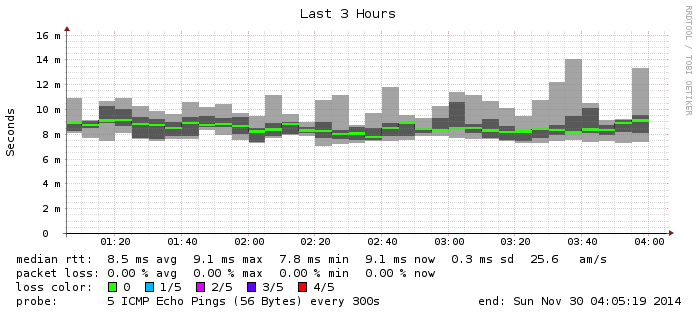 Last 3 Hours
RRDTOOL / TOBI OETIKER
Seconds
16 m
14 m
12 m
10 m
8 m
6 m
4 m
2 m
0
01:20 01:40 02:00 02:20 02:40 03:00 03:20 03:40 04:00
median rtt: 8.5 ms avg 9.1 ms max 7.8 ms min 9.1 ms now 0.3 ms sd 25.6 am/s
packet loss: 0.00 % avg 0.00 % max 0.00 % min 0.00 % now
loss color: 0 1/5 2/5 3/5 4/5
probe: 5 ICMP Echo Pings (56 Bytes) every 300s end: Sun Nov 30 04:05:19 2014